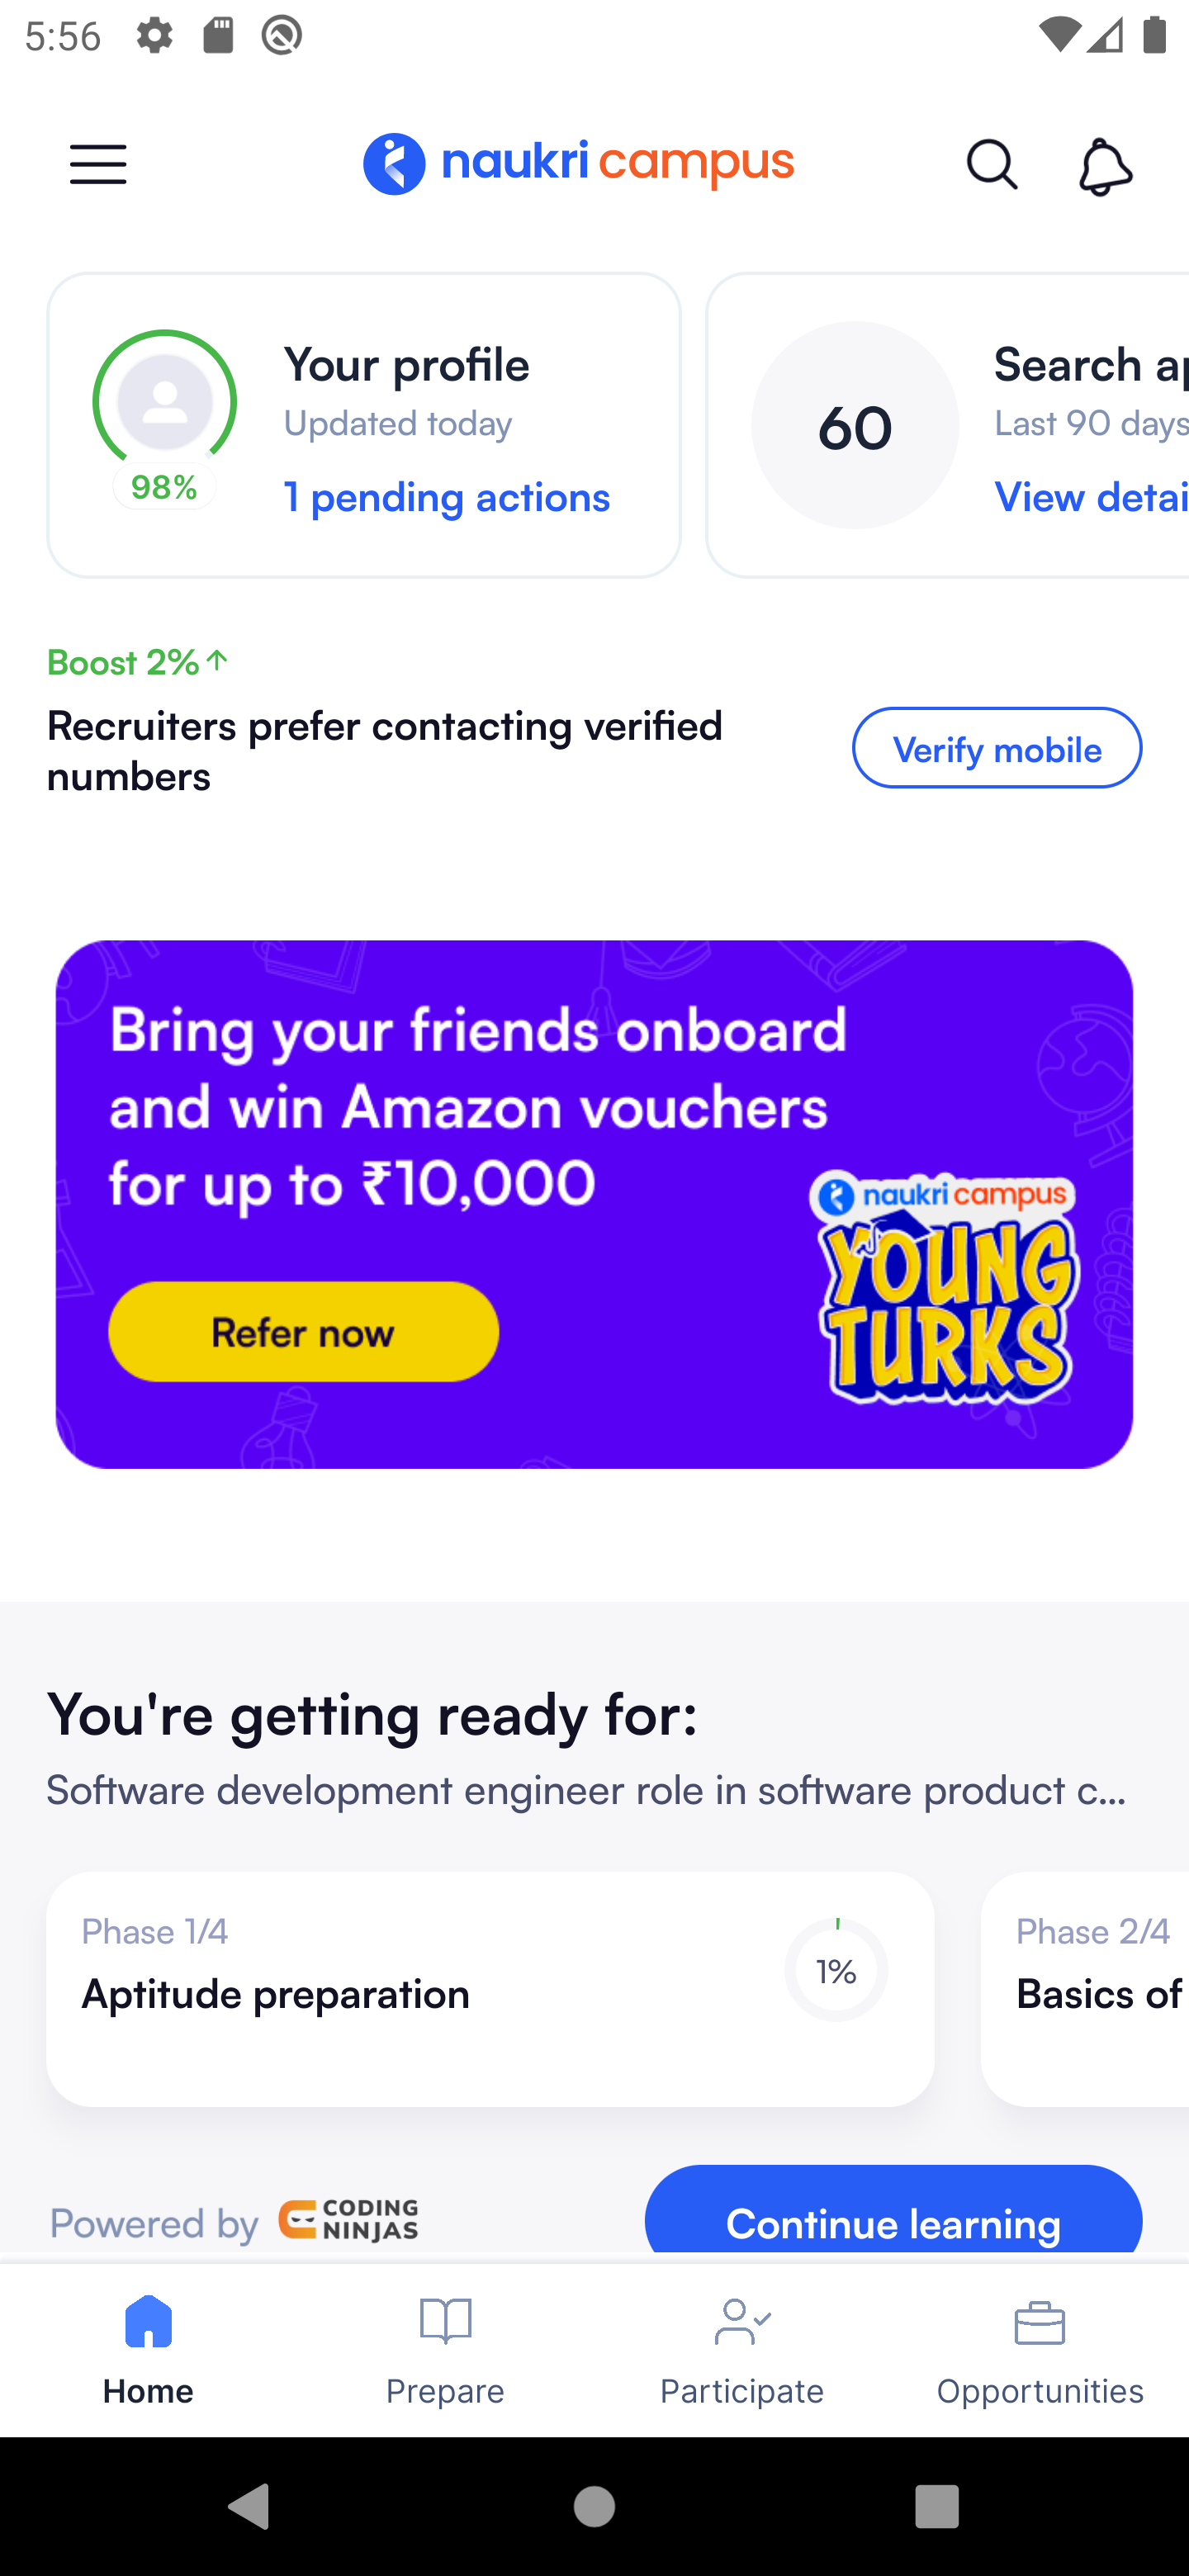 5:56
naukri campus
Your profile
Updated today
98%
1 pending actions
60
Search ap
Last 90 days
View detai
Boost 2%↑
Recruiters prefer contacting verified
numbers
Verify mobile
Bring your friends onboard
and win Amazon vouchers
for up to ₹10,000
Refer now
naukri campus
YOUNG
TURKS
You're getting ready for:
Software development engineer role in software product c...
Phase 1/4
Aptitude preparation
1%
Phase 2/4
Basics of
Powered by CODING NINJAS
Continue learning
Home
Prepare
Participate
Opportunities